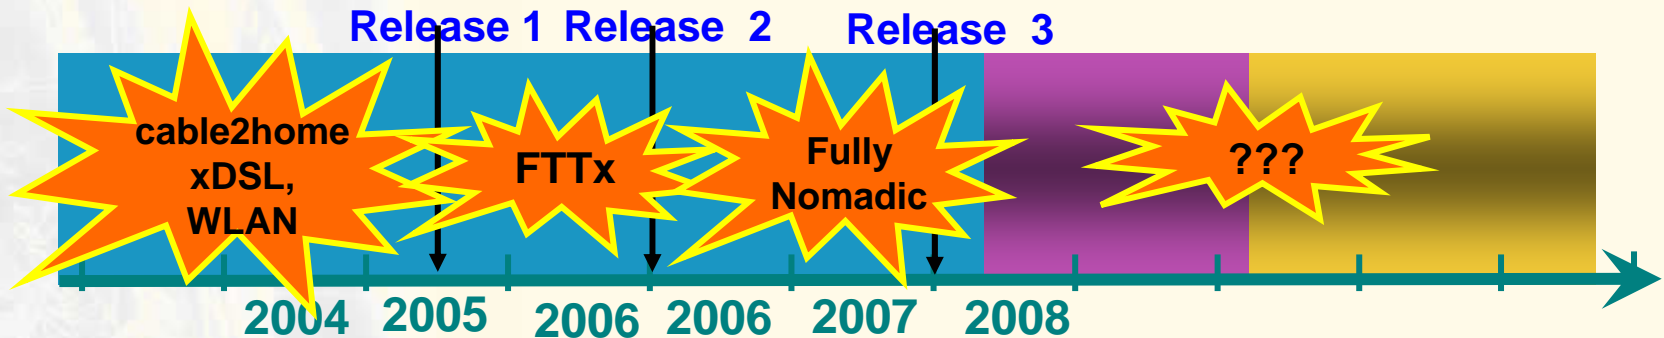 Release 1 Release 2 Release 3
cable2home
xDSL,
WLAN
FTTx
Fully
Nomadic
???
2004 2005 2006 2006 2007 2008